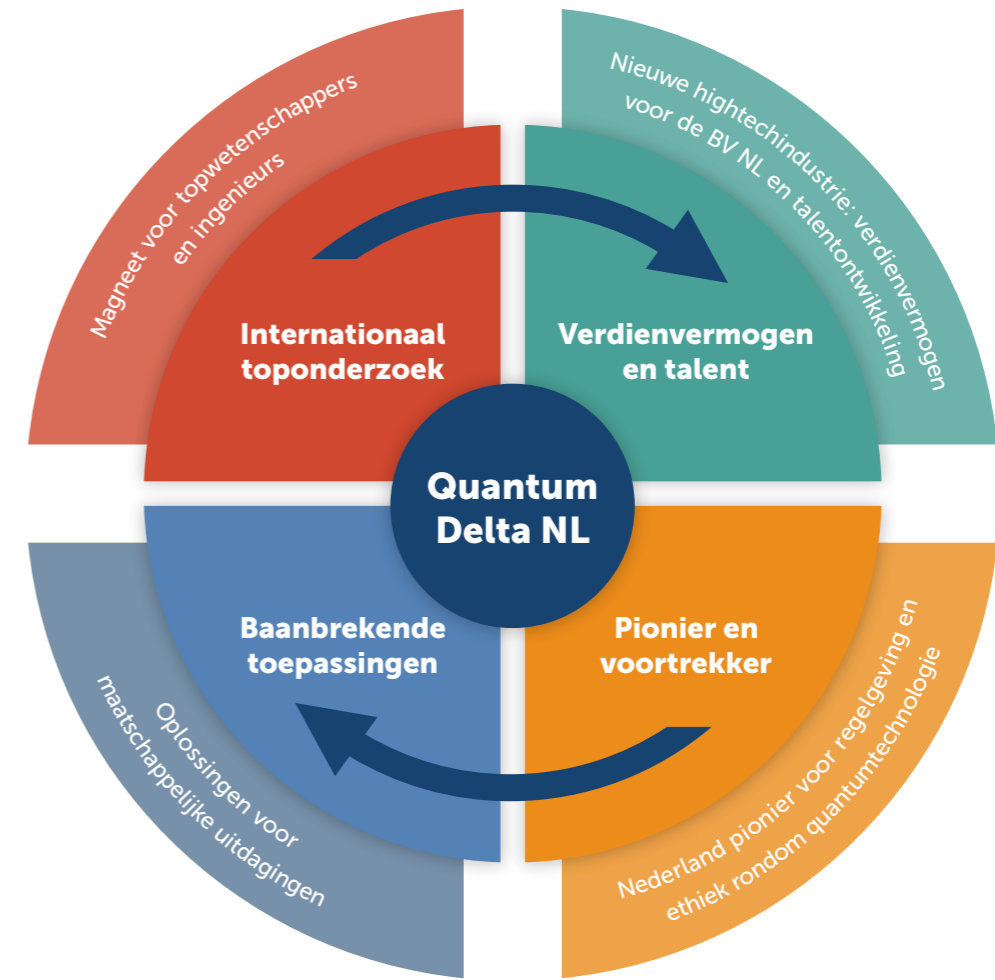 Magneet voor topwetenschappers
en ingenieurs
Nieuwe hightechindustrie: verdienvermogen
voor de BV NL en talentontwikkeling
Internationaal
toponderzoek
Verdienvermogen
en talent
Quantum
Delta NL
Baanbrekende
toepassingen
Pionier en
voortrekker
Oplossingen voor
maatschappelijke uitdagingen
Nederland pionier voor regelgeving en
ethiek rondom quantumtechnologie